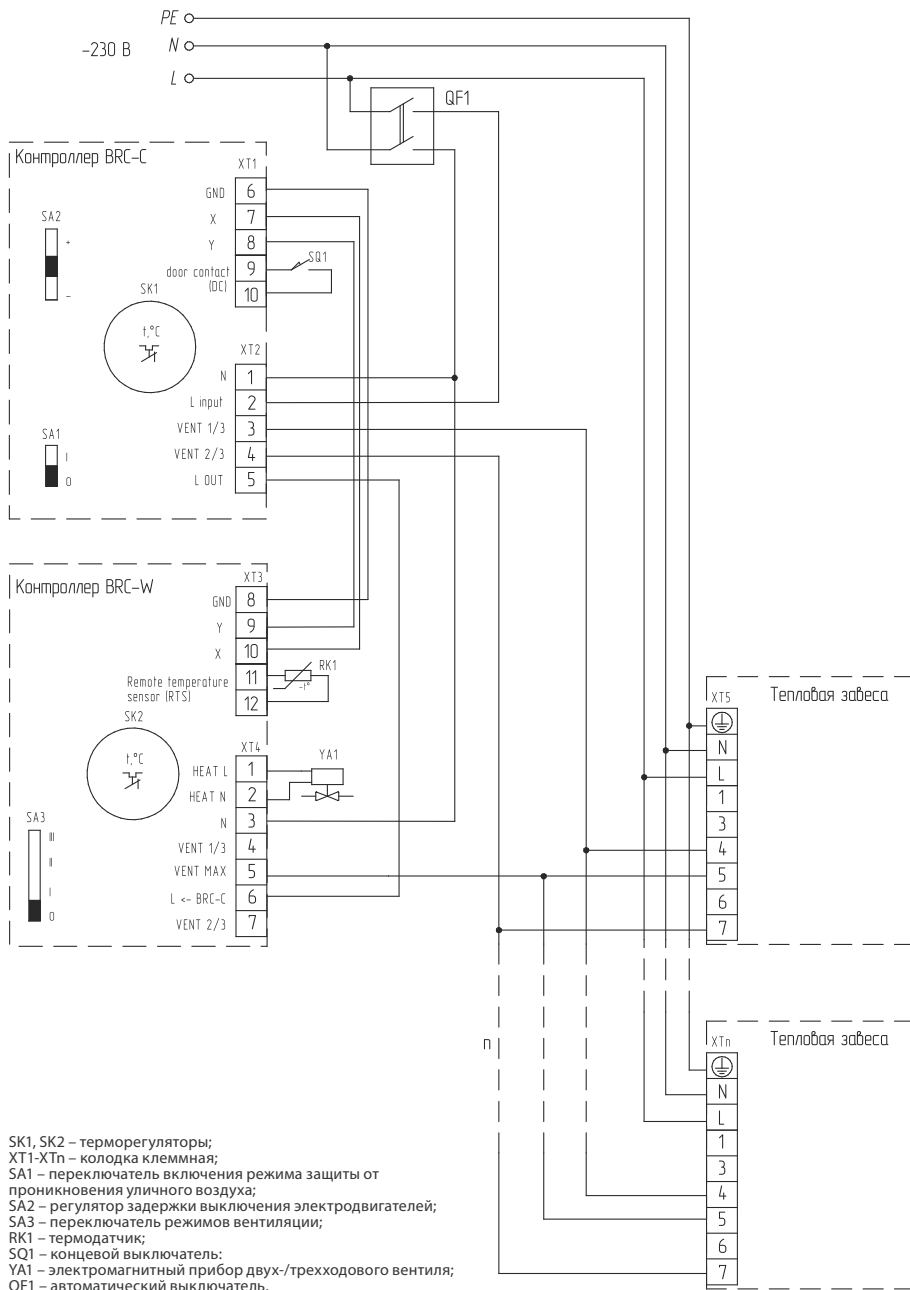 PE
~230 В
N
L
QF1
Контроллер BRC-C
XT1
SA2
+
-
GND 6
X 7
Y 8
door contact
(DC)
9
10
SQ1
SK1
t,°C
XT2
N 1
L input 2
VENT 1/3 3
VENT 2/3 4
L OUT 5
SA1
I
0
Контроллер BRC-W
XT3
GND 8
Y 9
X 10
Remote temperature
sensor (RTS)
11
12
RK1
-t°
SK2
t,°C
XT4
HEAT L 1
HEAT N 2
N 3
VENT 1/3 4
VENT MAX 5
L <- BRC-C 6
VENT 2/3 7
YA1
SA3
III
II
I
0
XT5
Тепловая завеса
N
L
1
3
4
5
6
7
n
XTn
Тепловая завеса
N
L
1
3
4
5
6
7
SK1, SK2 – терморегуляторы;
XT1-XTn – колодка клеммная;
SA1 – переключатель включения режима защиты от
проникновения уличного воздуха;
SA2 – регулятор задержки выключения электродвигателей;
SA3 – переключатель режимов вентиляции;
RK1 – термодатчик;
SQ1 – концевой выключатель:
YA1 – электромагнитный прибор двух-/трехходового вентиля;
QF1 – автоматический выключатель.